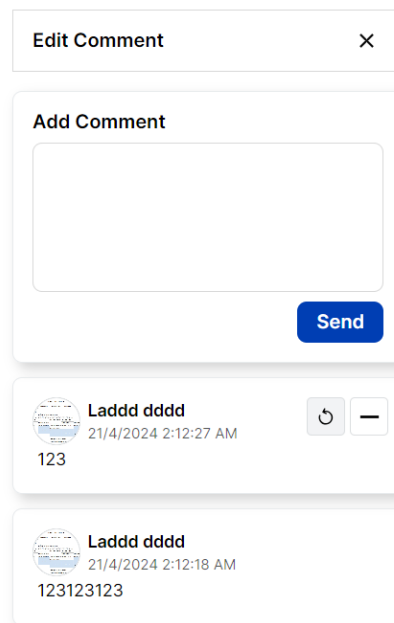 Edit Comment
Add Comment
Send
Laddd dddd
21/4/2024 2:12:27 AM
123
Laddd dddd
21/4/2024 2:12:18 AM
123123123